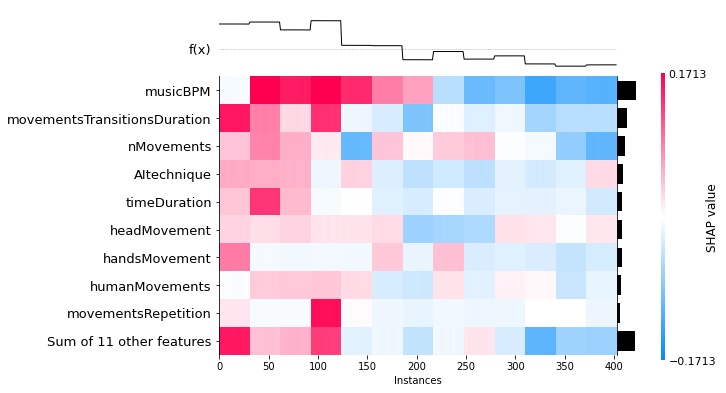 f(x)
musicBPM
movementsTransitionsDuration
nMovements
AItechnique
timeDuration
headMovement
handsMovement
humanMovements
movementsRepetition
Sum of 11 other features
0 50 100 150 200 250 300 350 400
Instances
0.1713
SHAP value
−0.1713